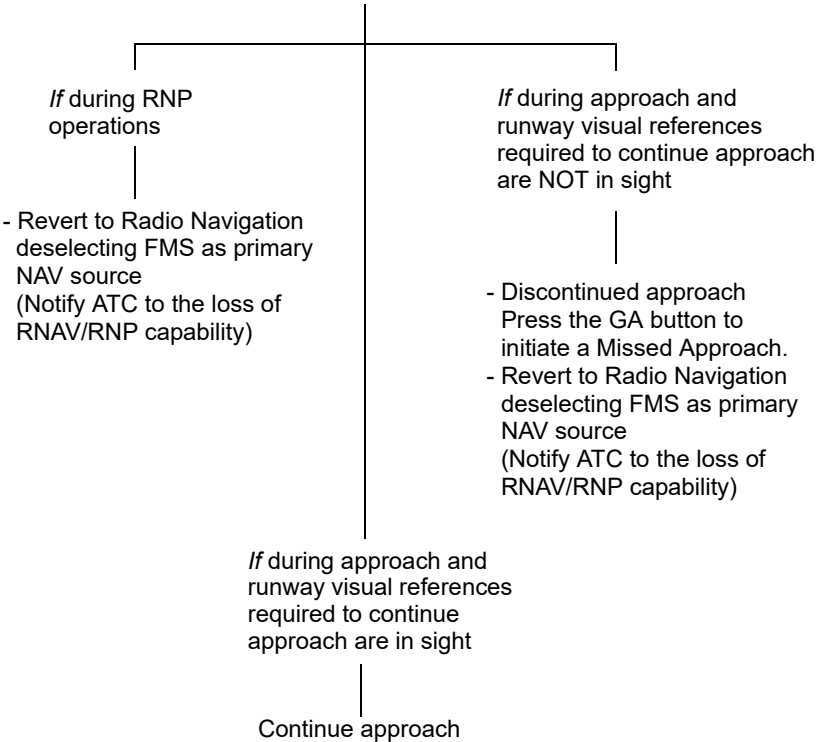 If during RNP
operations
- Revert to Radio Navigation
deselecting FMS as primary
NAV source
(Notify ATC to the loss of
RNAV/RNP capability)
If during approach and
runway visual references
required to continue approach
are NOT in sight
- Discontinued approach
Press the GA button to
initiate a Missed Approach.
- Revert to Radio Navigation
deselecting FMS as primary
NAV source
(Notify ATC to the loss of
RNAV/RNP capability)
If during approach and
runway visual references
required to continue
approach are in sight
Continue approach